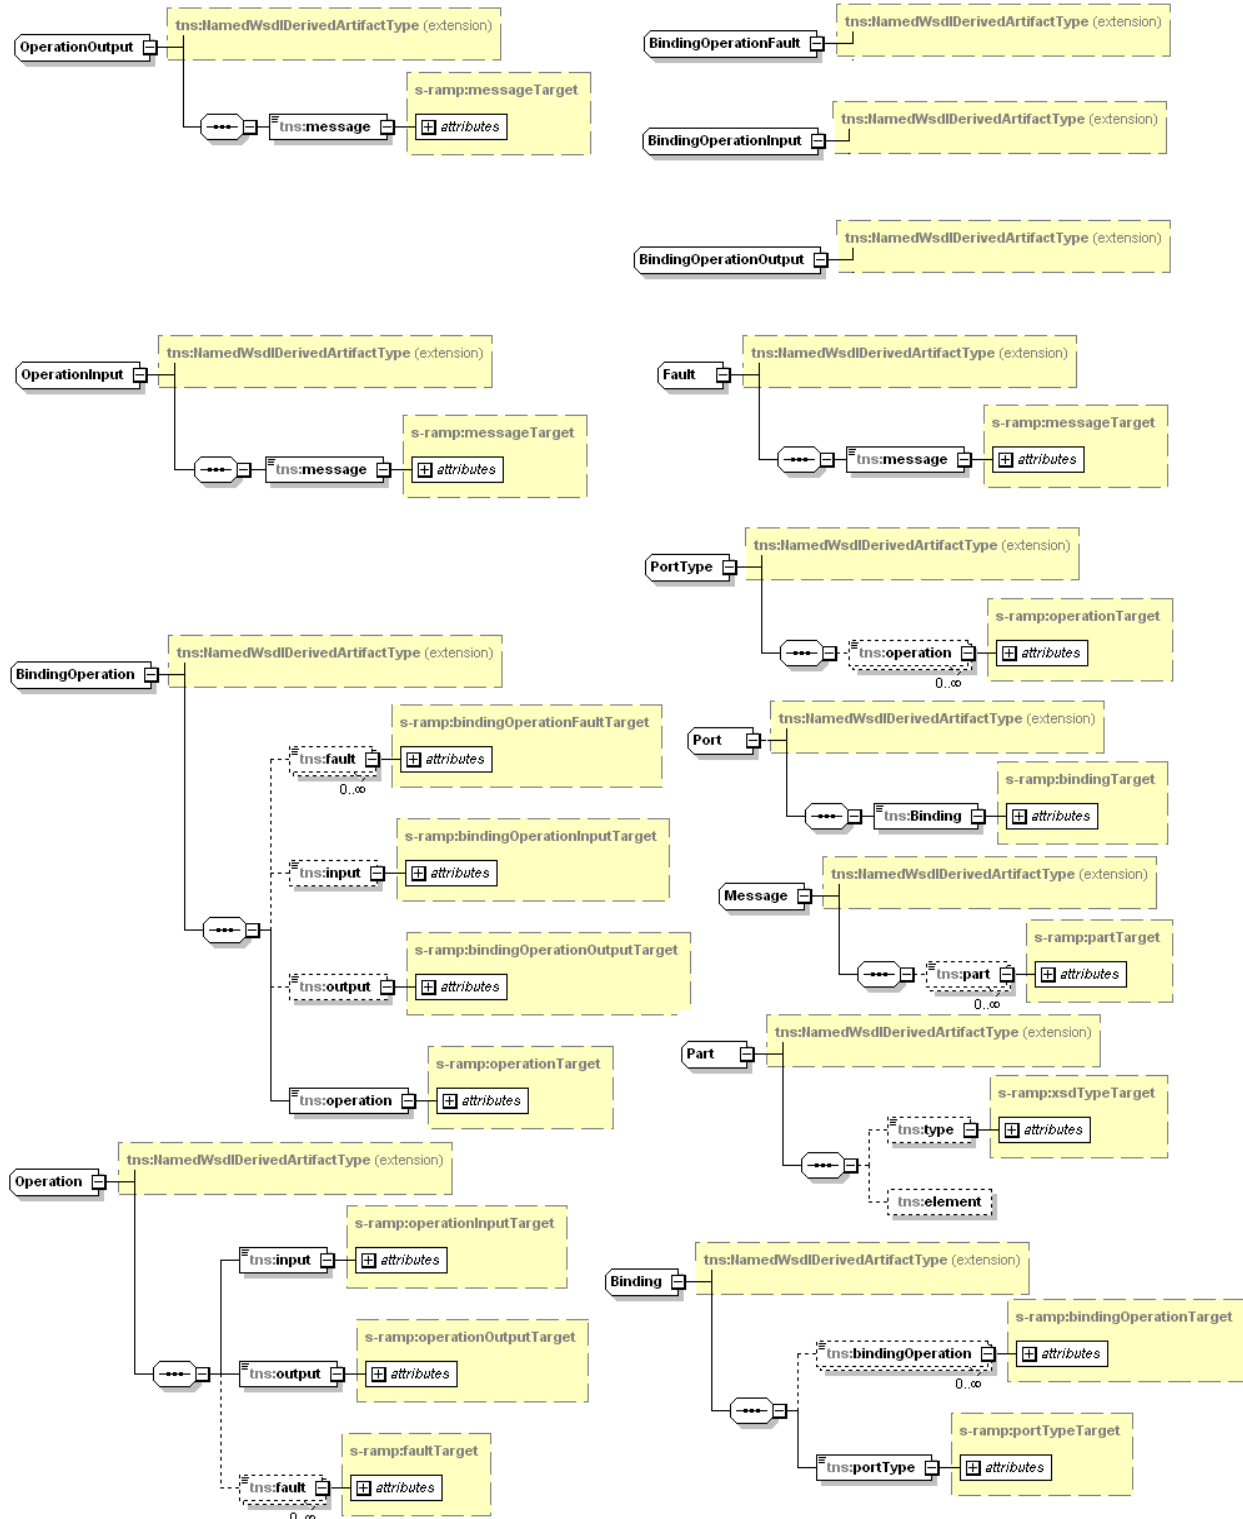 tns:NamedWsdlDerivedArtifactType (extension)
OperationOutput
s-ramp:messageTarget
tns:message
attributes
tns:NamedWsdlDerivedArtifactType (extension)
BindingOperationFault
tns:NamedWsdlDerivedArtifactType (extension)
BindingOperationInput
tns:NamedWsdlDerivedArtifactType (extension)
BindingOperationOutput
tns:NamedWsdlDerivedArtifactType (extension)
OperationInput
s-ramp:messageTarget
tns:message
attributes
tns:NamedWsdlDerivedArtifactType (extension)
Fault
s-ramp:messageTarget
tns:message
attributes
tns:NamedWsdlDerivedArtifactType (extension)
PortType
s-ramp:operationTarget
tns:operation
attributes
0..∞
tns:NamedWsdlDerivedArtifactType (extension)
BindingOperation
s-ramp:bindingOperationFaultTarget
tns:fault
attributes
0..∞
s-ramp:bindingOperationInputTarget
tns:input
attributes
s-ramp:bindingOperationOutputTarget
tns:output
attributes
s-ramp:operationTarget
tns:operation
attributes
tns:NamedWsdlDerivedArtifactType (extension)
Port
s-ramp:bindingTarget
tns:Binding
attributes
tns:NamedWsdlDerivedArtifactType (extension)
Message
s-ramp:partTarget
tns:part
attributes
0..∞
tns:NamedWsdlDerivedArtifactType (extension)
Part
s-ramp:xsdTypeTarget
tns:type
attributes
tns:element
tns:NamedWsdlDerivedArtifactType (extension)
Operation
s-ramp:operationInputTarget
tns:input
attributes
s-ramp:operationOutputTarget
tns:output
attributes
s-ramp:faultTarget
tns:fault
attributes
0..∞
tns:NamedWsdlDerivedArtifactType (extension)
Binding
s-ramp:bindingOperationTarget
tns:bindingOperation
attributes
0..∞
s-ramp:portTypeTarget
tns:portType
attributes